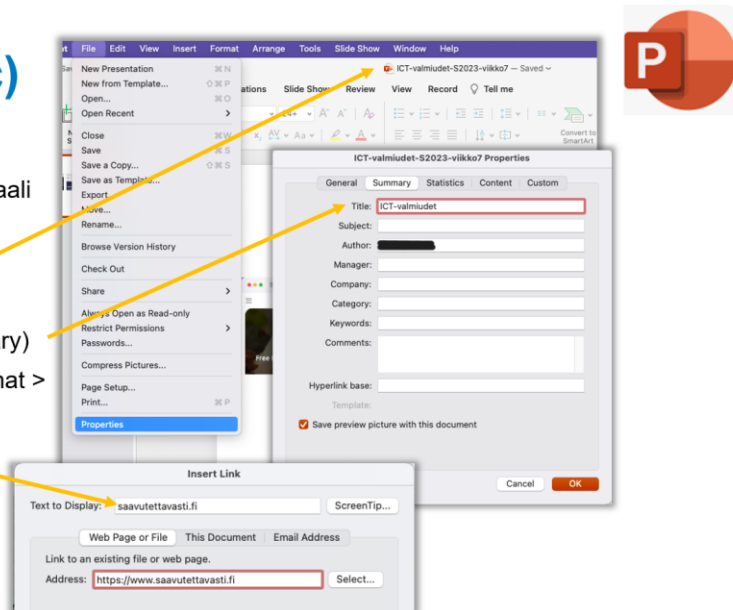 File Edit View Insert Format Arrange Tools Slide Show Window Help
ICT-valmiudet-S2023-viikko7 — Saved
Slide Show Review View Record Tell me
New Presentation ⌘N
New from Template... ⇧⌘P
Open... ⌘O
Open Recent
Close ⌘W
Save ⌘S
Save a Copy... ⇧⌘S
Save as Template...
Export...
Move...
Rename...
Browse Version History
Check Out
Share
Always Open as Read-only
Restrict Permissions
Passwords...
Compress Pictures...
Page Setup...
Print... ⌘P
Properties
Convert to
SmartArt
ICT-valmiudet-S2023-viikko7 Properties
General Summary Statistics Content Custom
Title: ICT-valmiudet
Subject:
Author:
Manager:
Company:
Category:
Keywords:
Comments:
Hyperlink base:
Template:
Save preview picture with this document
Cancel OK
Insert Link
Text to Display: saavutettavasti.fi ScreenTip...
Web Page or File This Document Email Address
Link to an existing file or web page.
Address: https://www.saavutettavasti.fi Select...
P